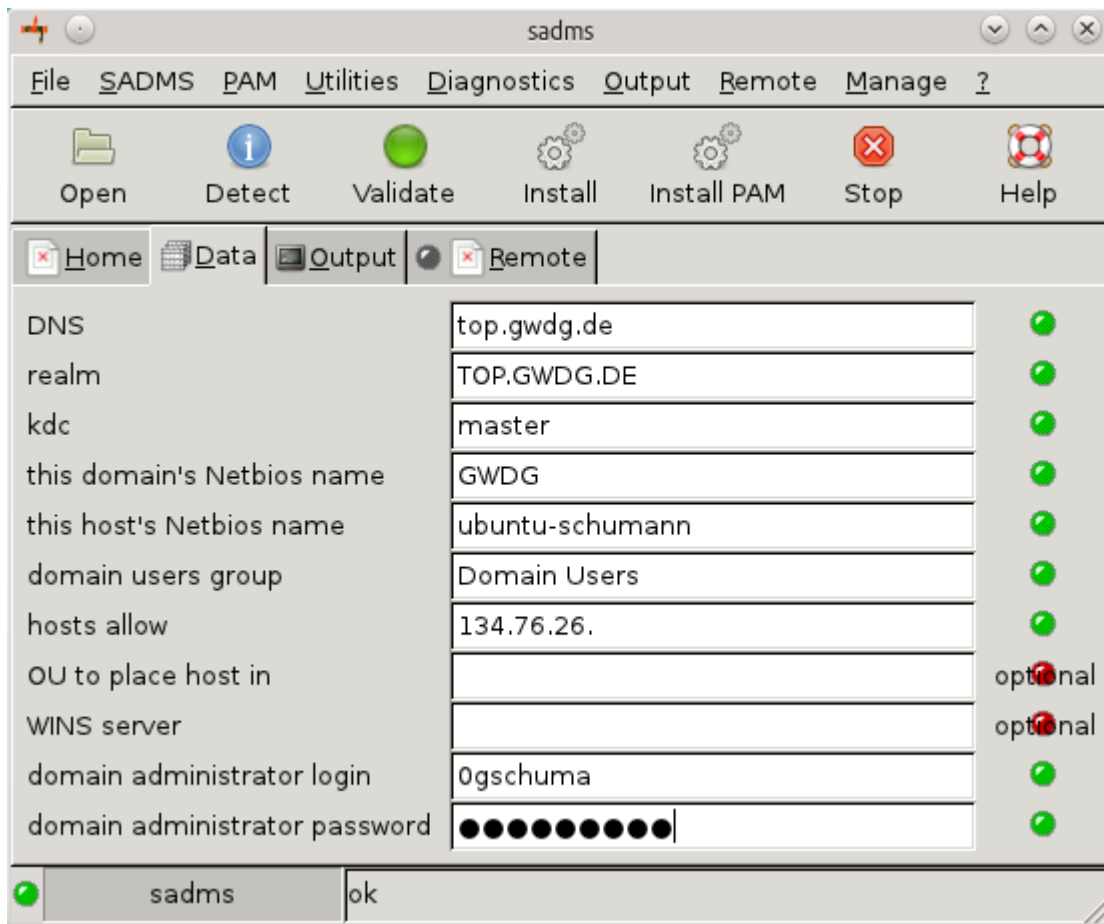 sadms
File SADMS PAM Utilities Diagnostics Output Remote Manage ?
Open Detect Validate Install Install PAM Stop Help
Home Data Output Remote
DNS top.gwdg.de
realm TOP.GWDG.DE
kdc master
this domain's Netbios name GWDG
this host's Netbios name ubuntu-schumann
domain users group Domain Users
hosts allow 134.76.26.
OU to place host in optional
WINS server optional
domain administrator login 0gschuma
domain administrator password ●●●●●●●●●
sadms ok